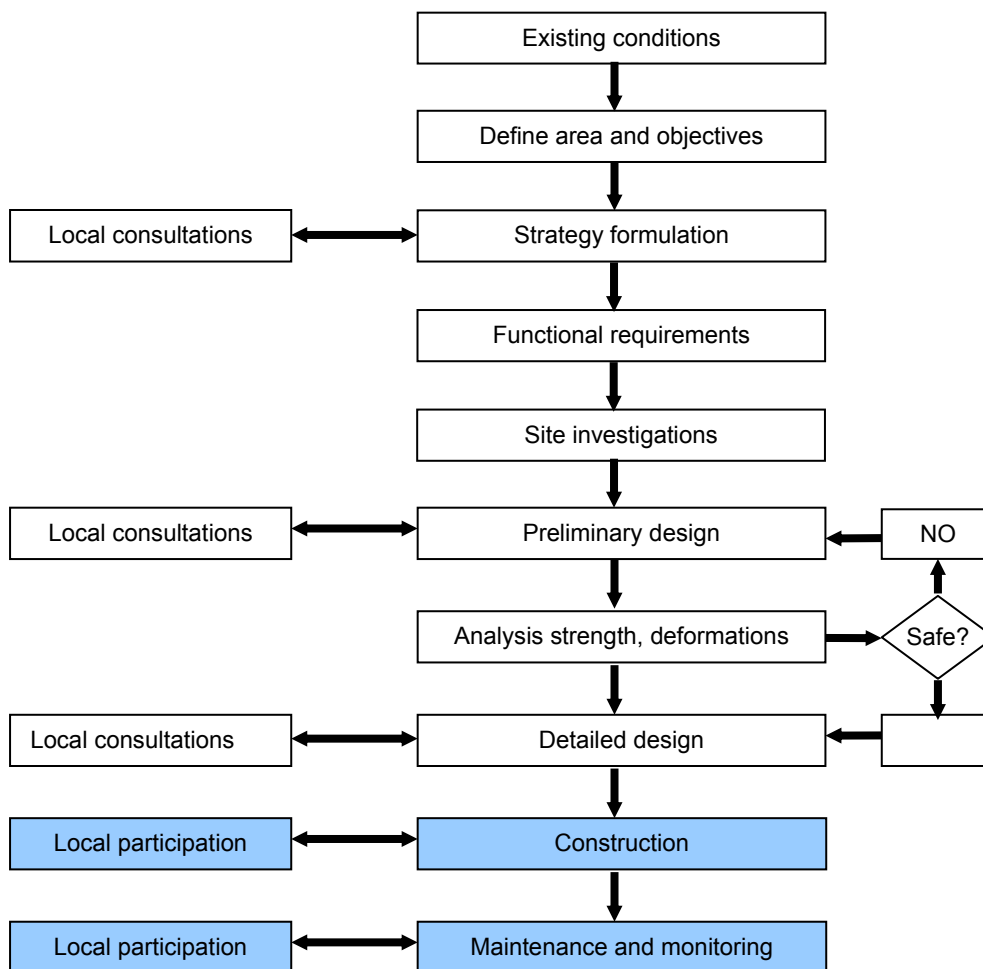 Existing conditions
Define area and objectives
Local consultations
Strategy formulation
Functional requirements
Site investigations
Local consultations
Preliminary design
NO
Analysis strength, deformations
Safe?
Local consultations
Detailed design
Local participation
Construction
Local participation
Maintenance and monitoring